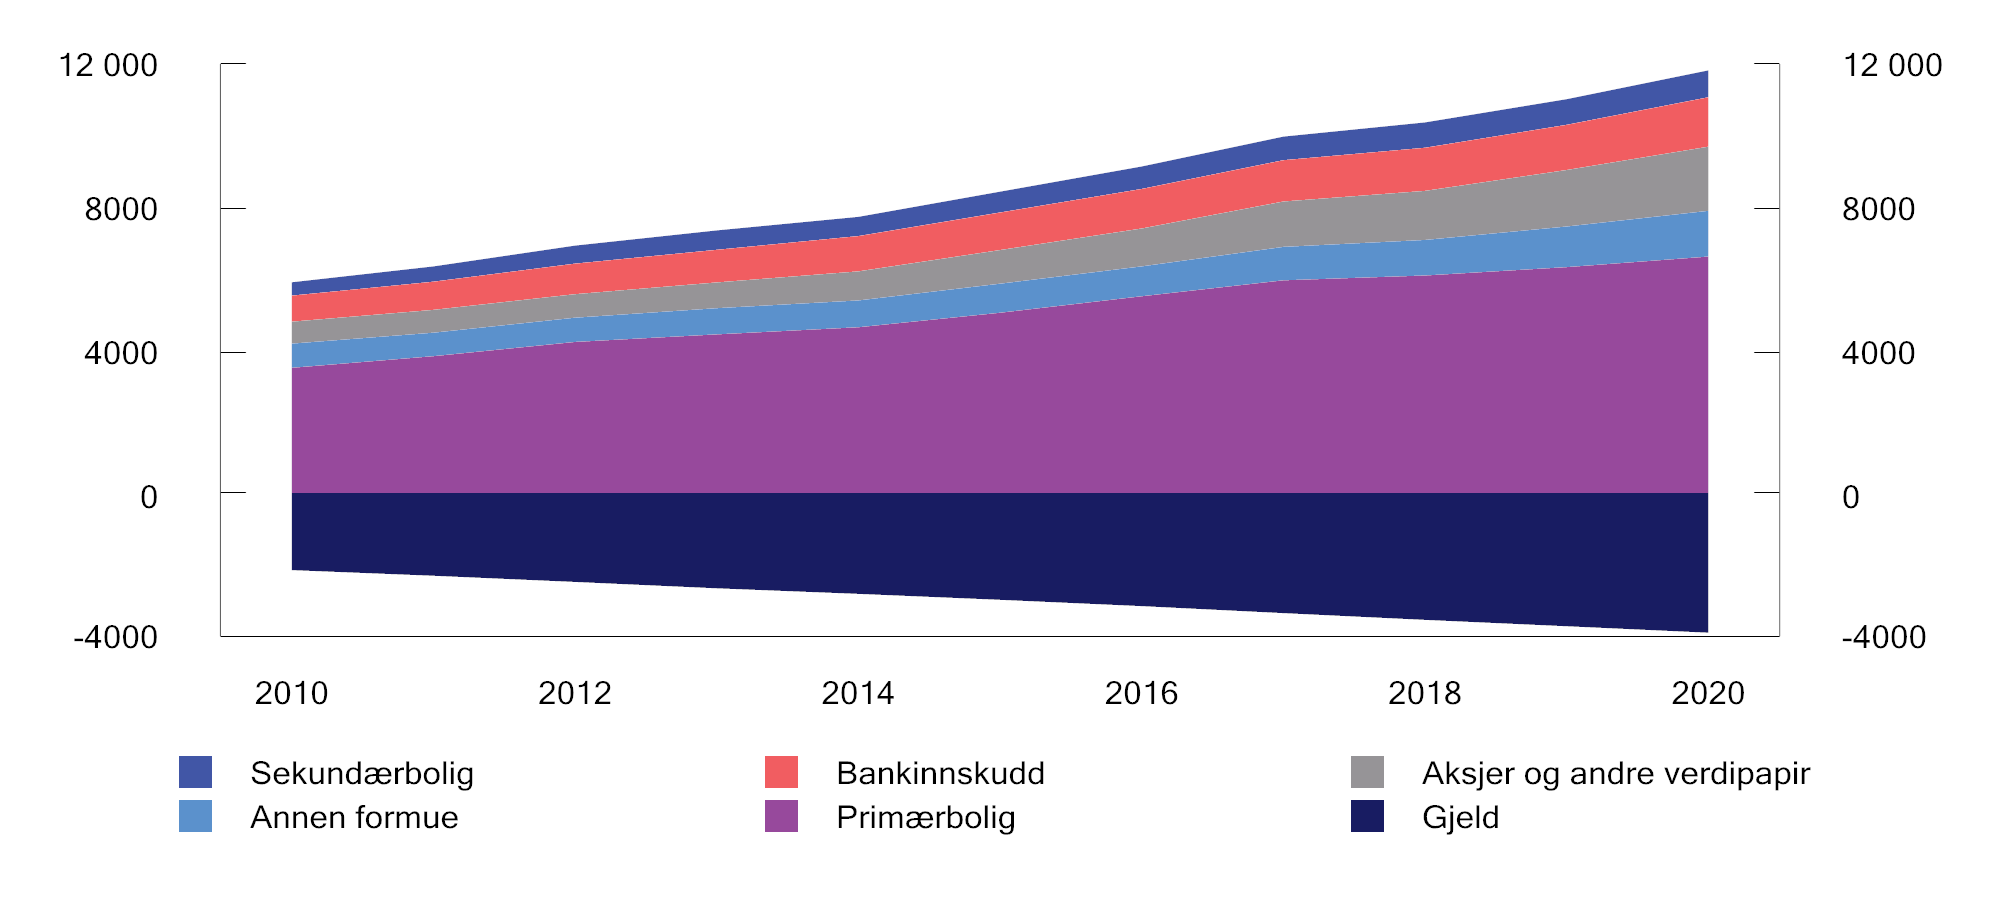 12 000 12 000
8000 8000
4000 4000
0 0
-4000 -4000
2010 2012 2014 2016 2018 2020
Sekundærbolig Bankinnskudd Aksjer og andre verdipapir
Annen formue Primærbolig Gjeld